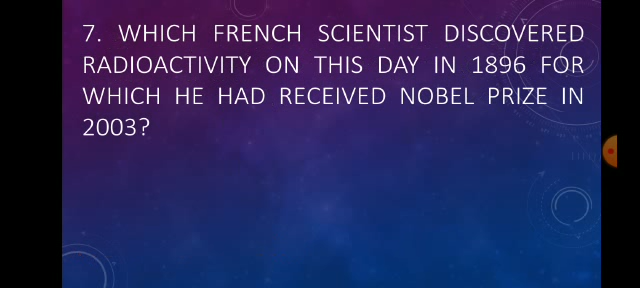 7. WHICH FRENCH SCIENTIST DISCOVERED
RADIOACTIVITY ON THIS DAY IN 1896 FOR
WHICH HE HAD RECEIVED NOBEL PRIZE IN
2003?